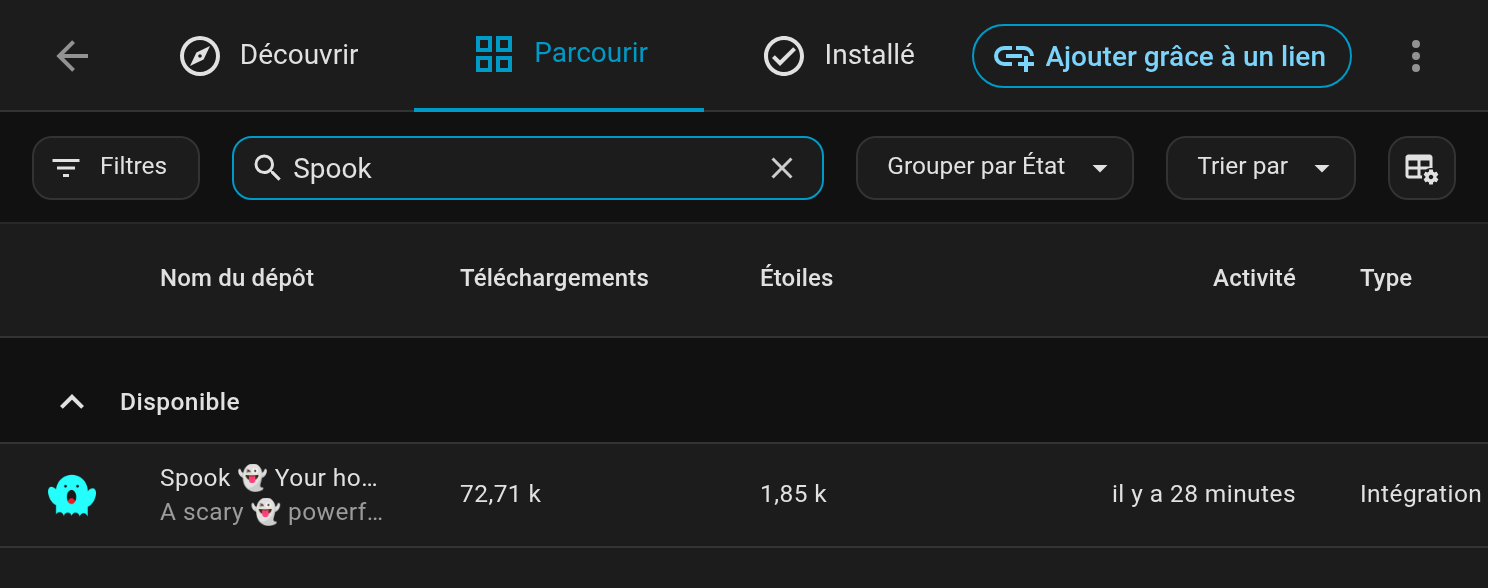 Découvrir
Parcourir
Installé
Ajouter grâce à un lien
Filtres
Spook
Grouper par État
Trier par
Nom du dépôt
Téléchargements
Étoiles
Activité
Type
Disponible
Spook 👻 Your ho…
A scary 👻 powerf…
72,71 k
1,85 k
il y a 28 minutes
Intégration